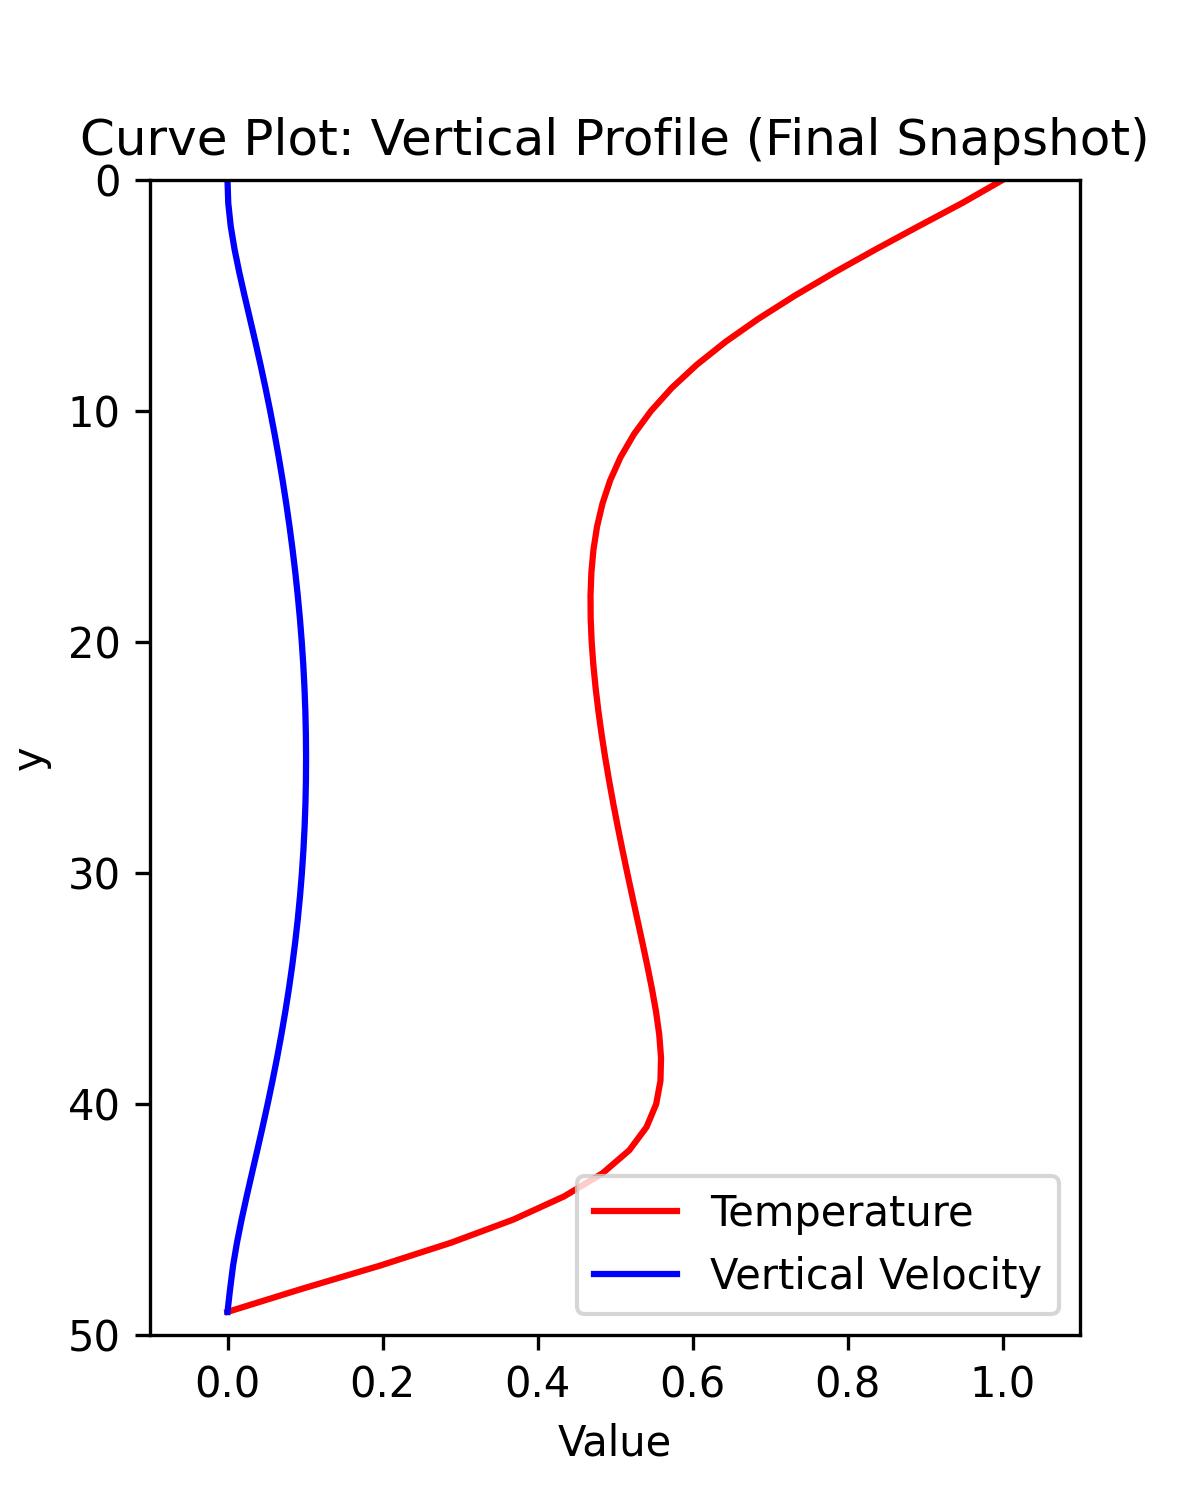 Curve Plot: Vertical Profile (Final Snapshot)
0
10
20
30
40
50
y
Temperature
Vertical Velocity
0.0 0.2 0.4 0.6 0.8 1.0
Value